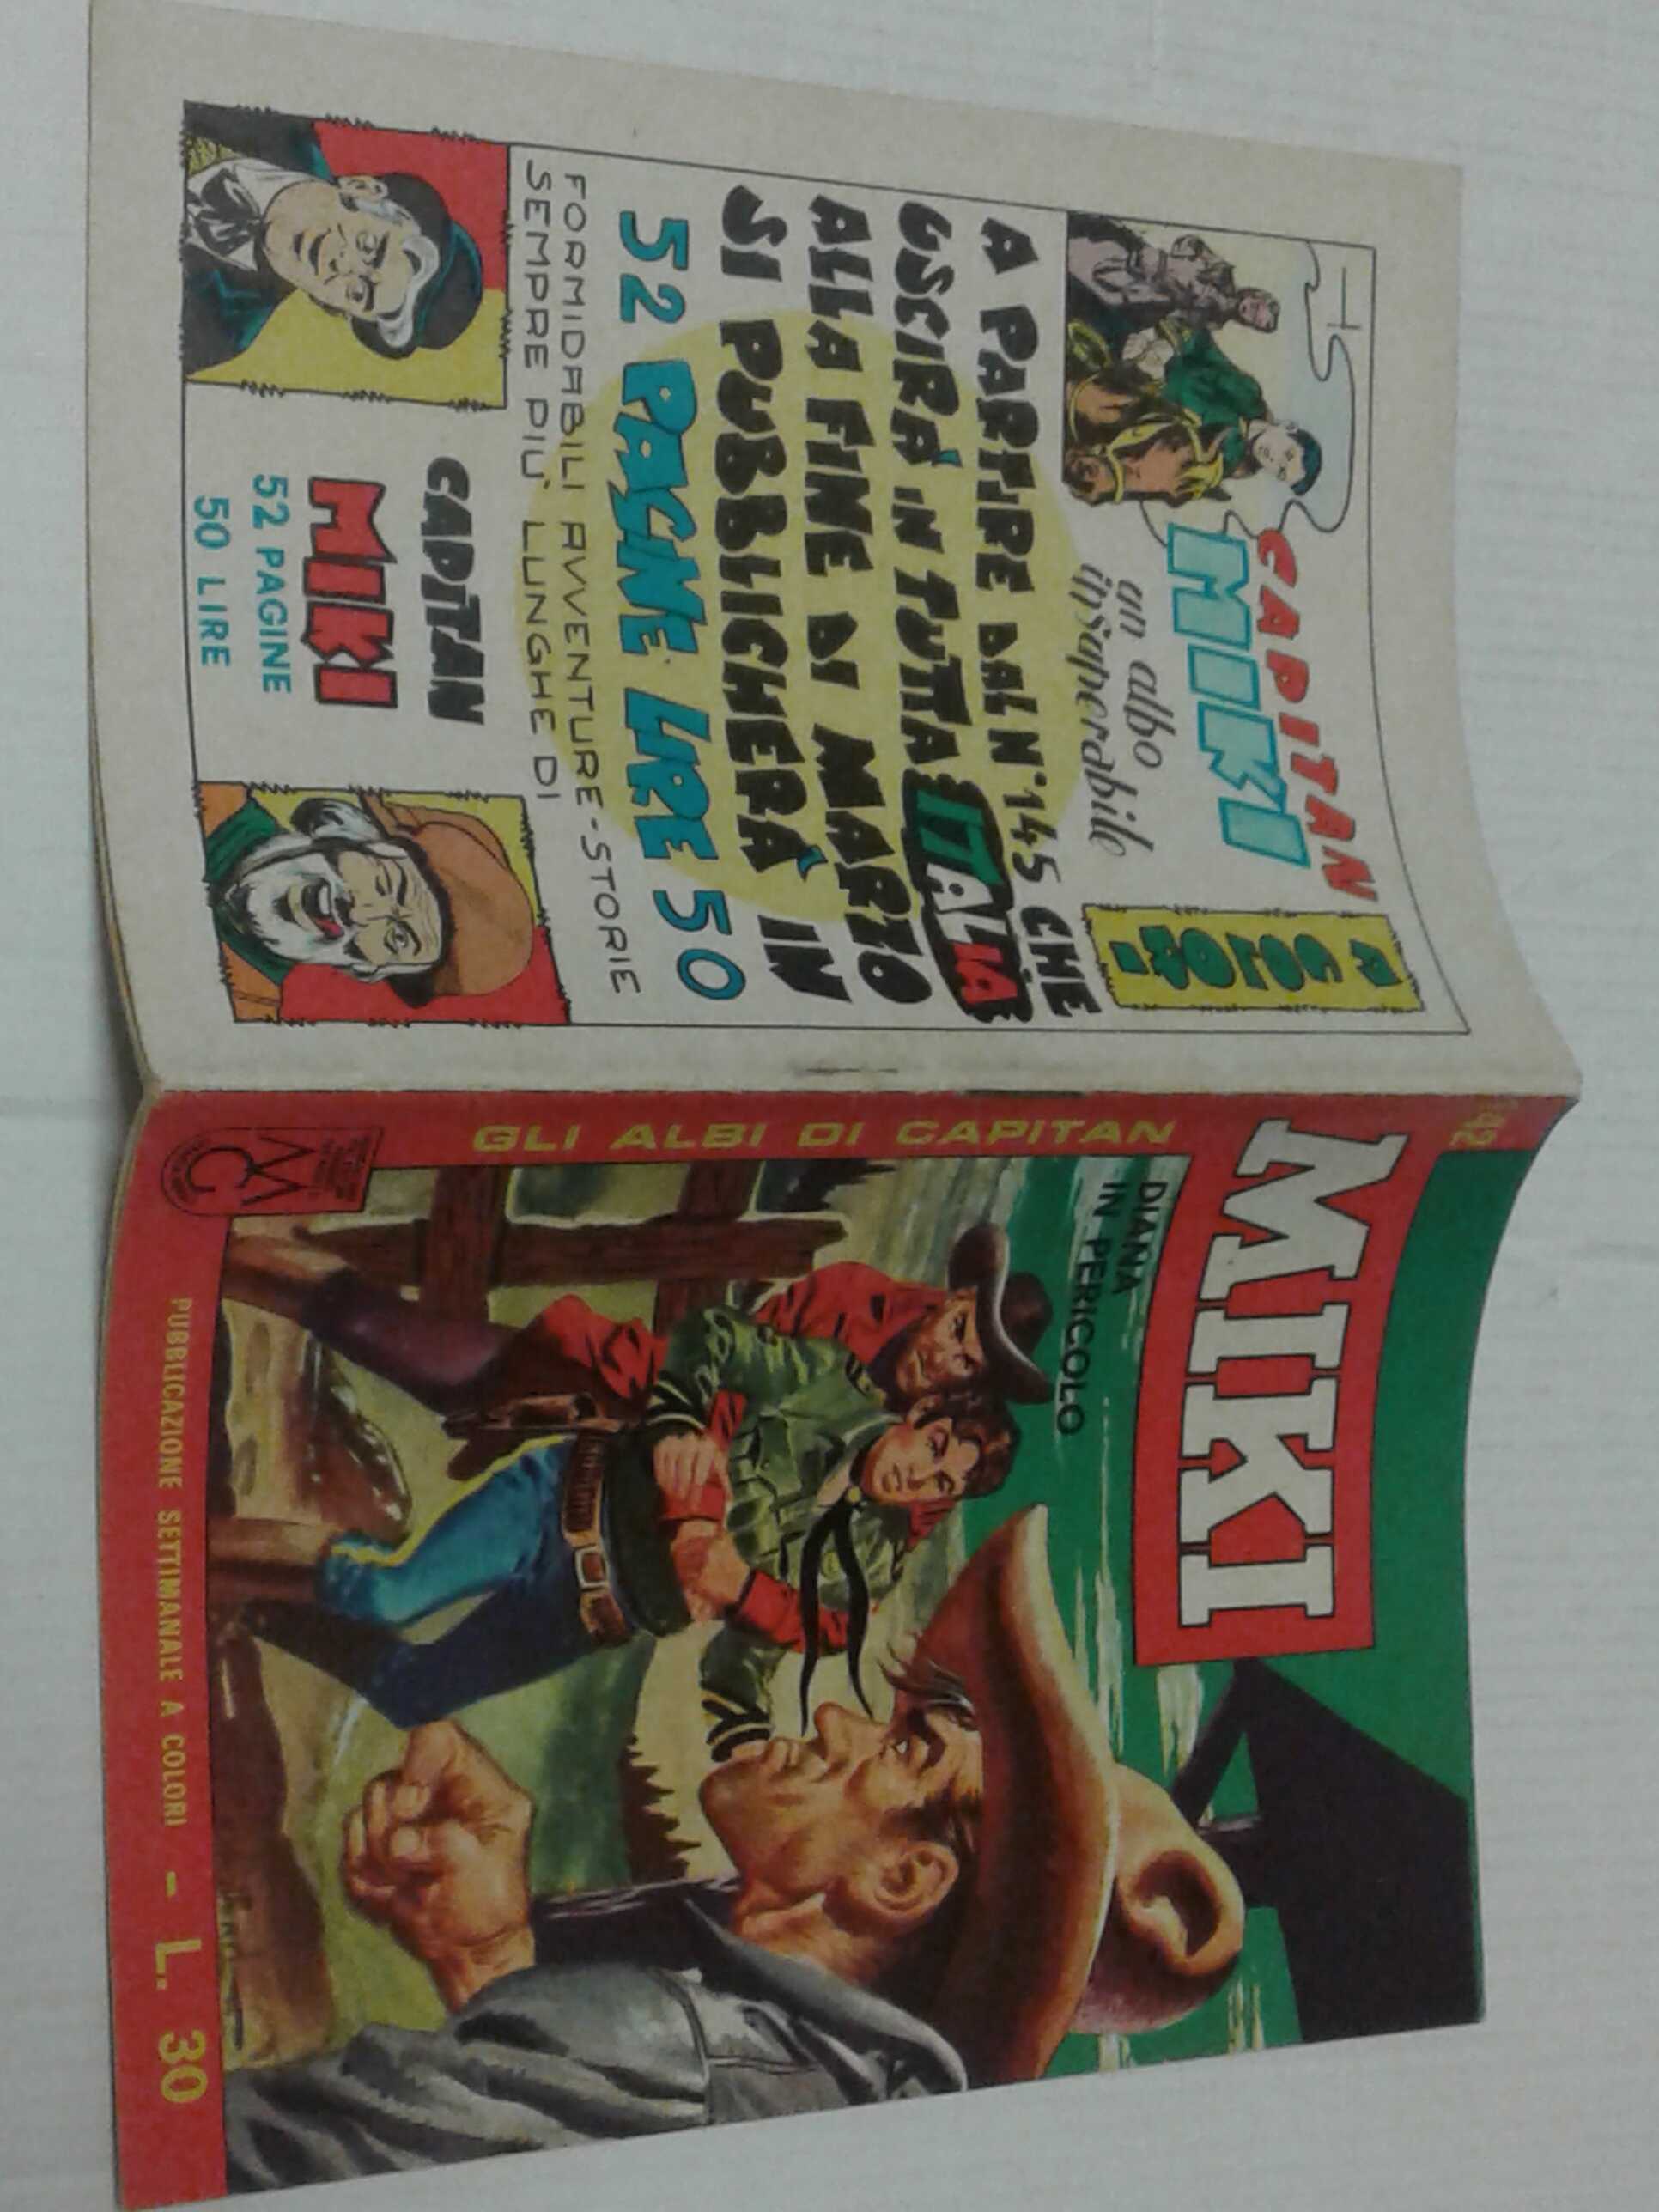 CAPITAN
MIKI
A COLORI
un albo
insuperabile
A PARTIRE DAL N°145 CHE
USCIRÀ IN TUTTA ITALIA
ALLA FINE DI MARZO
SI PUBBLICHERÀ IN
52 PAGINE LIRE 50
FORMIDABILI AVVENTURE-STORIE
SEMPRE PIÙ LUNGHE DI
CAPITAN
MIKI
52 PAGINE
50 LIRE
GLI ALBI DI CAPITAN
MIKI
DIANA
IN PERICOLO
PUBBLICAZIONE SETTIMANALE A COLORI - L. 30